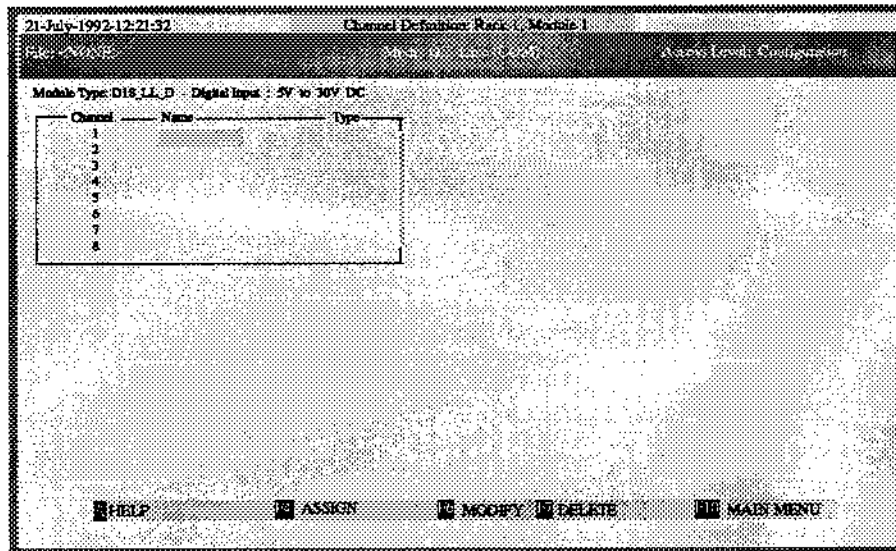 21-July-1992-12:21:32 Channel Definition: Rack 1, Module 1
Access Level: Configuration
Module Type: D18_LL_D Digital Input : 5V to 30V DC
Channel Name Type
1
2
3
4
5
6
7
8
HELP ASSIGN MODIFY DELETE MAIN MENU